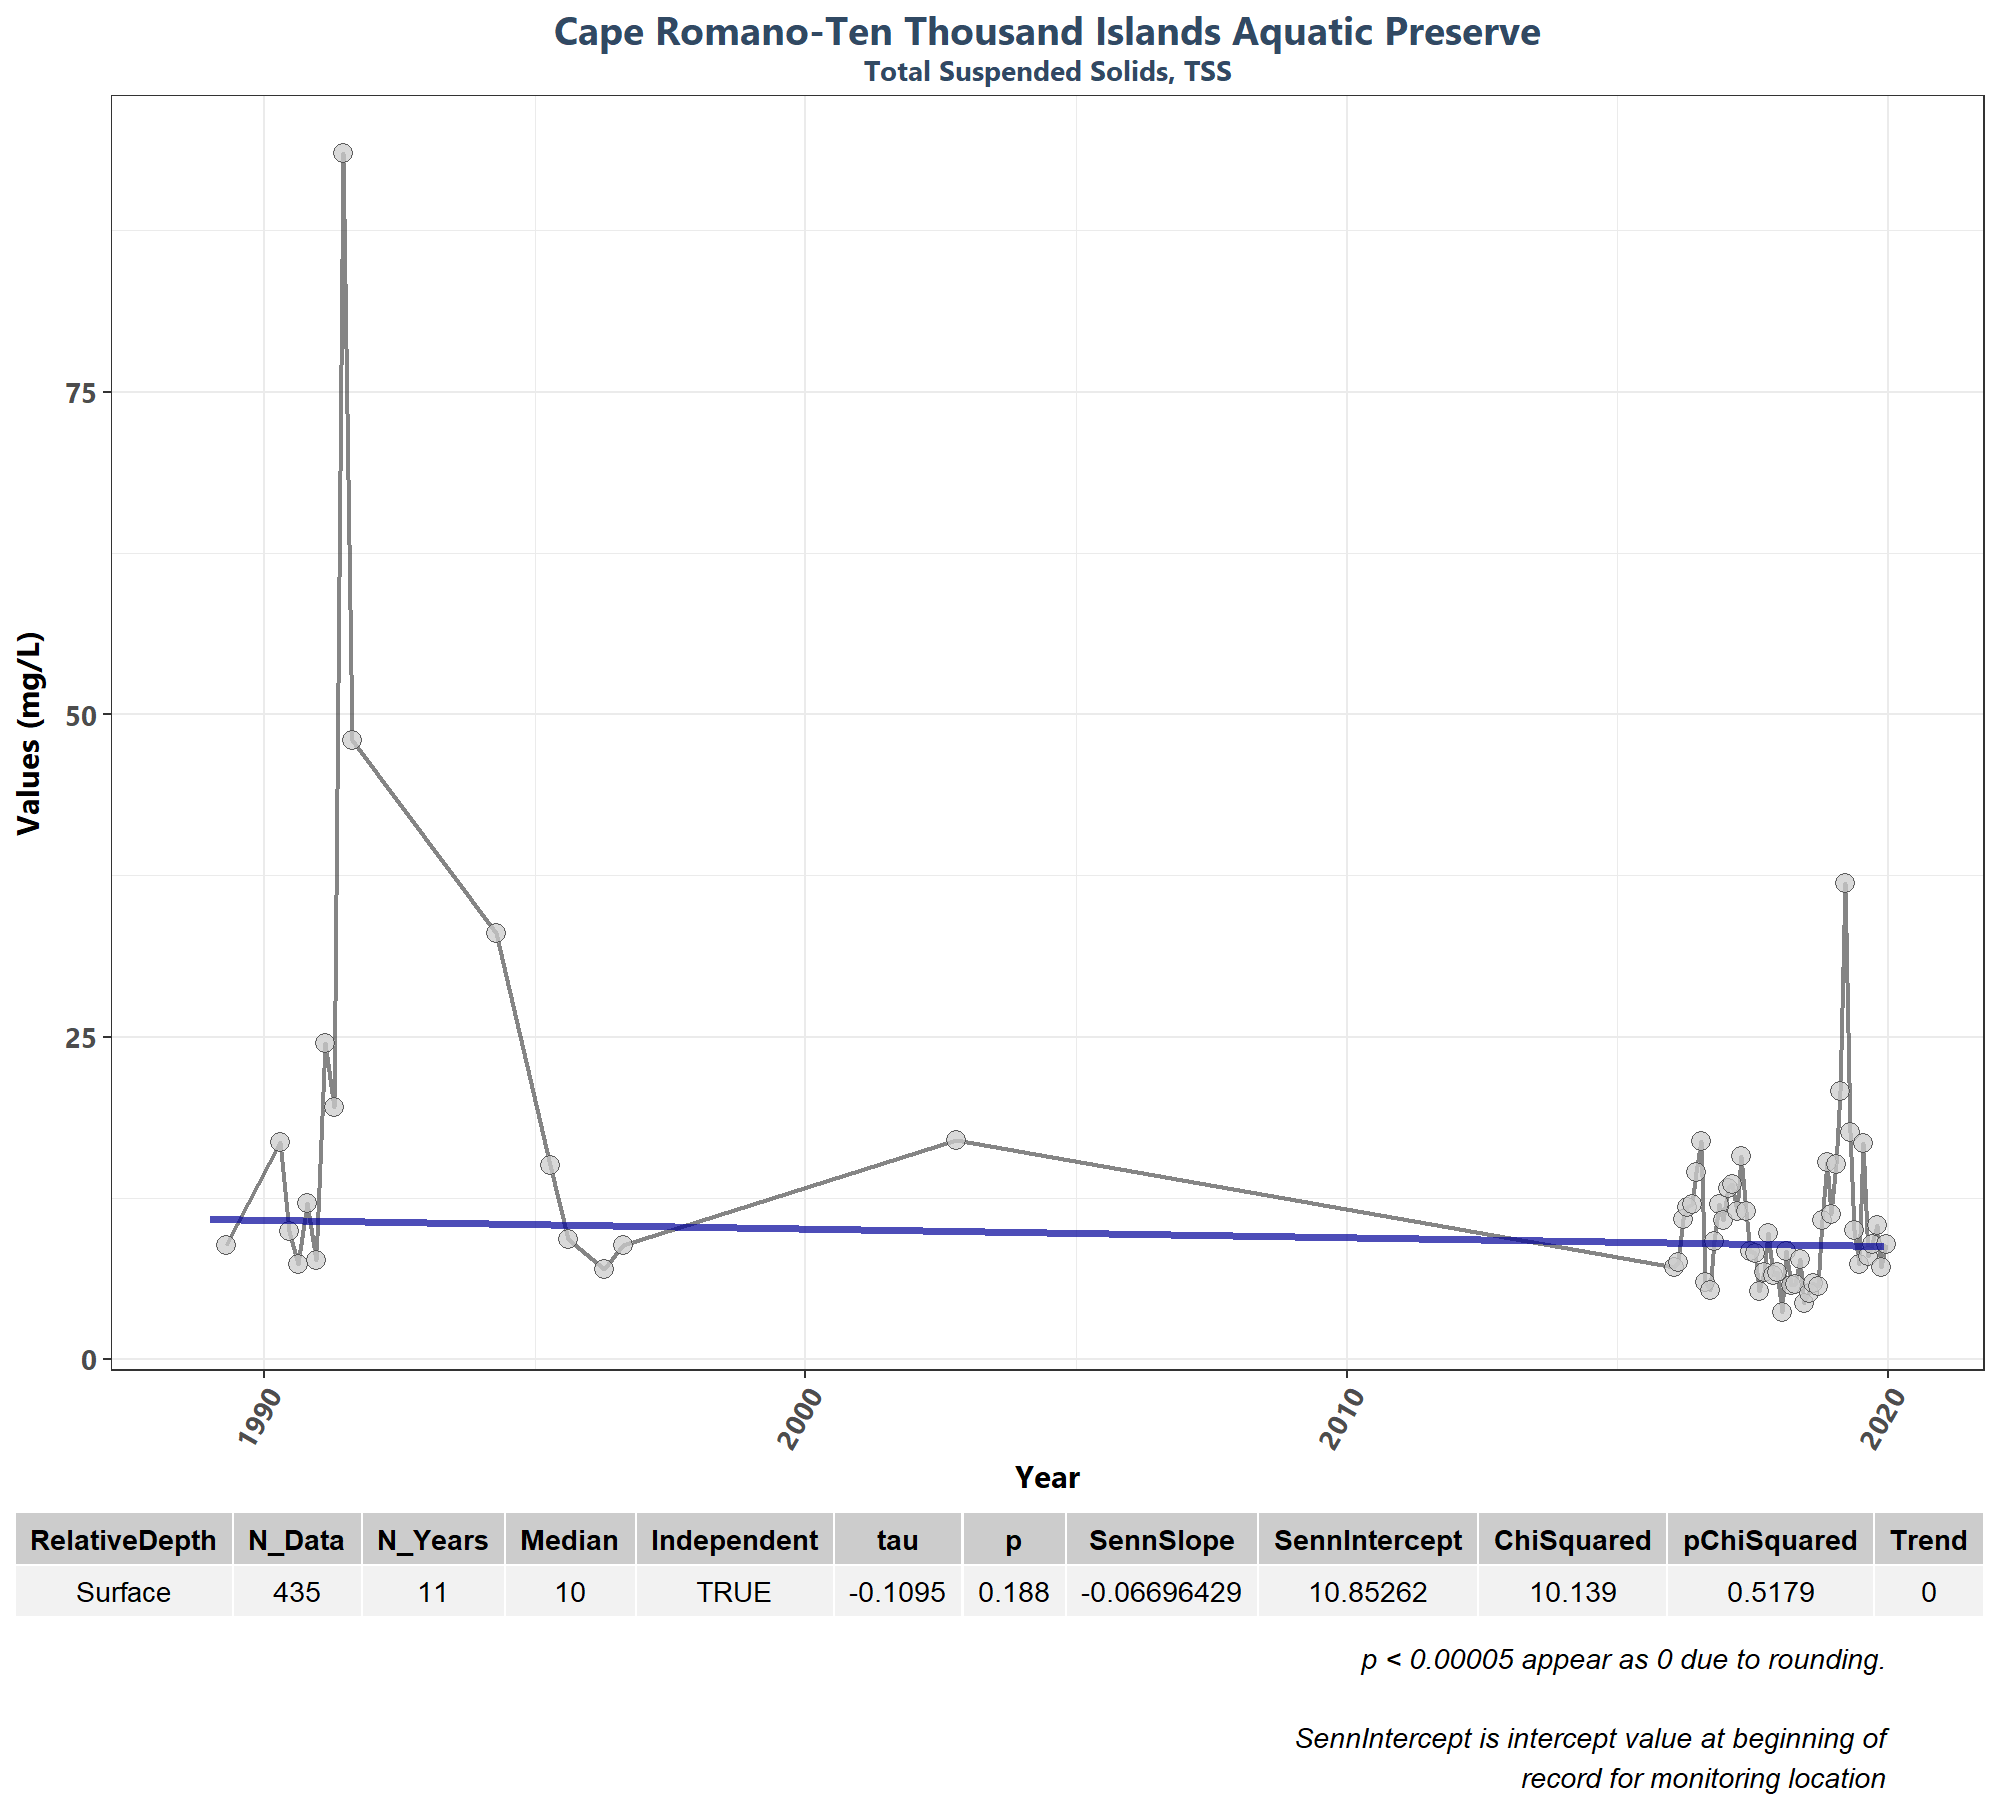 Cape Romano-Ten Thousand Islands Aquatic Preserve
Total Suspended Solids, TSS
Values (mg/L)
75
50
25
0
1990
2000
2010
2020
Year
RelativeDepth N_Data N_Years Median Independent tau p SennSlope SennIntercept ChiSquared pChiSquared Trend
Surface 435 11 10 TRUE -0.1095 0.188 -0.06696429 10.85262 10.139 0.5179 0
p < 0.00005 appear as 0 due to rounding.
SennIntercept is intercept value at beginning of
record for monitoring location